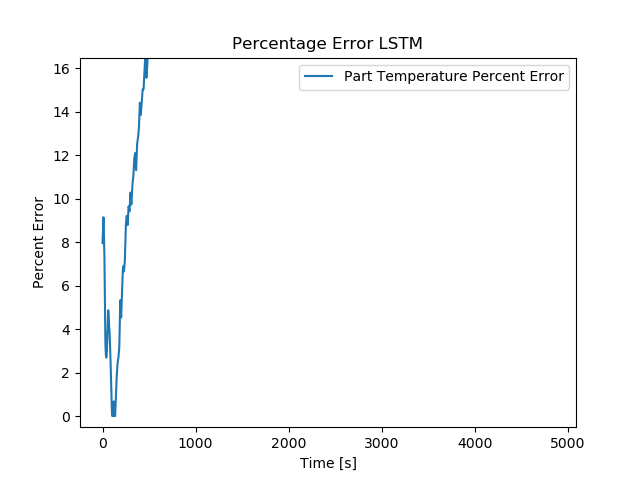 Percentage Error LSTM
Part Temperature Percent Error
Percent Error
16
14
12
10
8
6
4
2
0
0 1000 2000 3000 4000 5000
Time [s]